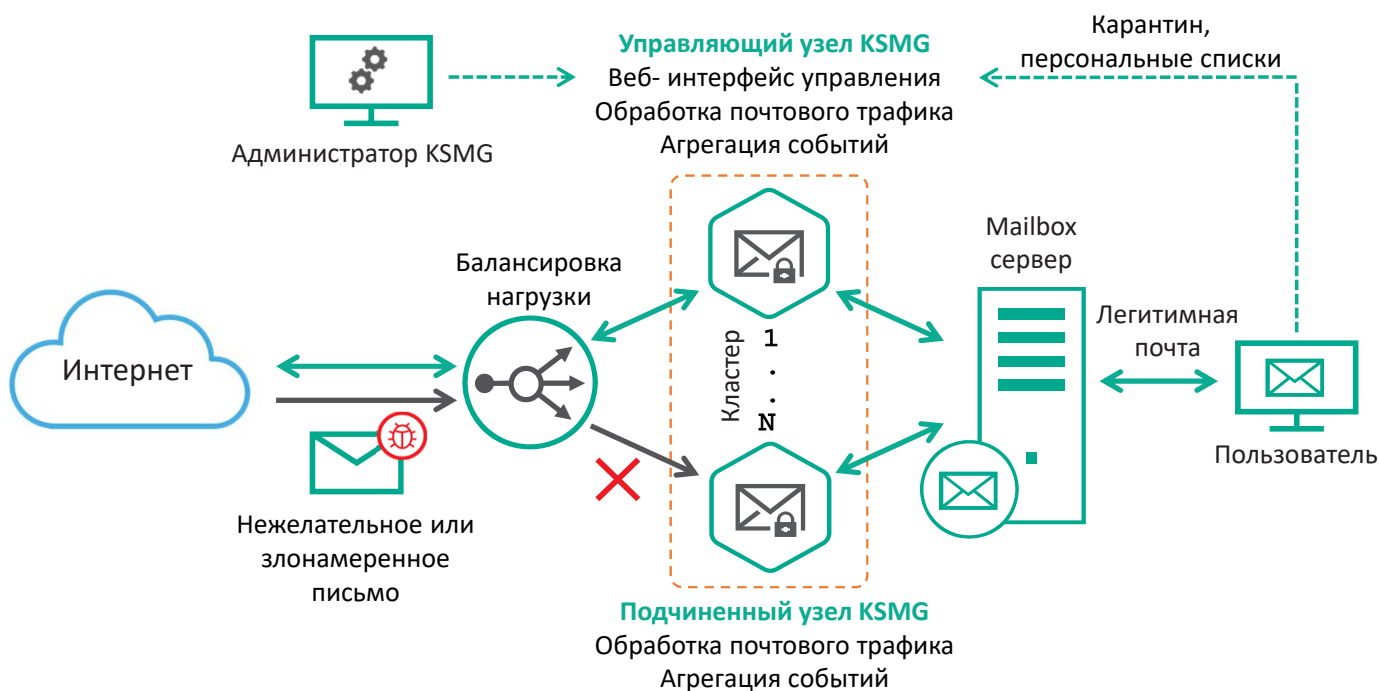 Управляющий узел KSMG
Веб- интерфейс управления
Обработка почтового трафика
Агрегация событий
Карантин,
персональные списки
Администратор KSMG
Балансировка
нагрузки
Mailbox
сервер
Интернет
Кластер
1
.
.
N
Легитимная
почта
Пользователь
Нежелательное или
злонамеренное
письмо
Подчиненный узел KSMG
Обработка почтового трафика
Агрегация событий